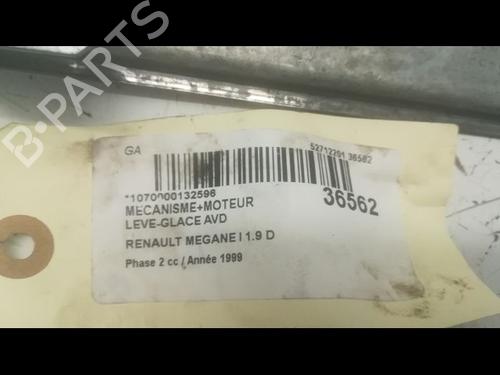 B-PARTS
GA
52712201 36562
*1070000132596
36562
MECANISME+MOTEUR
LEVE-GLACE AVD
RENAULT MEGANE I 1.9 D
Phase 2 cc / Année 1999